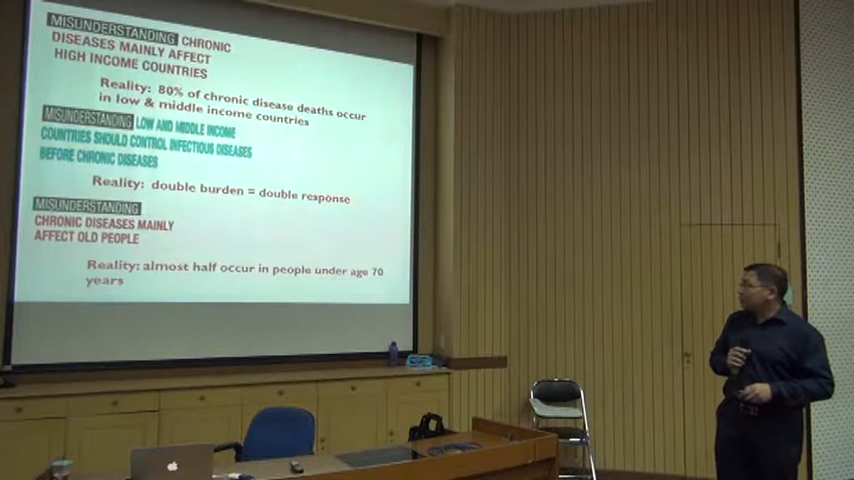 MISUNDERSTANDING CHRONIC
DISEASES MAINLY AFFECT
HIGH INCOME COUNTRIES
Reality: 80% of chronic disease deaths occur
in low & middle income countries
MISUNDERSTANDING LOW AND MIDDLE INCOME
COUNTRIES SHOULD CONTROL INFECTIOUS DISEASES
BEFORE CHRONIC DISEASES
Reality: double burden = double response
MISUNDERSTANDING
CHRONIC DISEASES MAINLY
AFFECT OLD PEOPLE
Reality: almost half occur in people under age 70
years